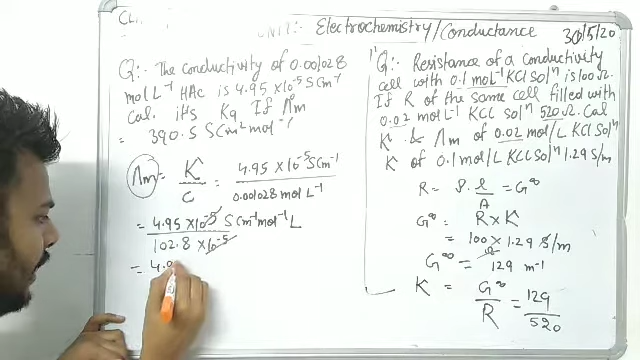 CL
UNIT: Electrochemistry/Conductance 30/5/20
Q:- The conductivity of 0.001028
mol L⁻¹ HAc is 4.95 ×10⁻⁵ S cm⁻¹
Cal. it's Ka If Λm
= 390.5 S cm² mol⁻¹
Λm = K/C = 4.95 ×10⁻⁵ S cm⁻¹ / 0.001028 mol L⁻¹
= 4.95 ×10⁻⁵ / 102.8 ×10⁻⁵ S cm⁻¹ mol⁻¹ L
= 4.9
Q:- Resistance of a conductivity
cell with 0.1 mol L⁻¹ KCl solⁿ is 100 Ω.
If R of the same cell filled with
0.02 mol L⁻¹ KCl solⁿ 520 Ω. Cal
K & Λm of 0.02 mol/L KCl Solⁿ
K of 0.1 mol/L KCl Solⁿ 1.29 S/m
R = ρ. l/A = G∞
G∞ = R × K
= 100 × 1.29 S/m
G∞ = 129 m⁻¹
K = G∞/R = 129/520